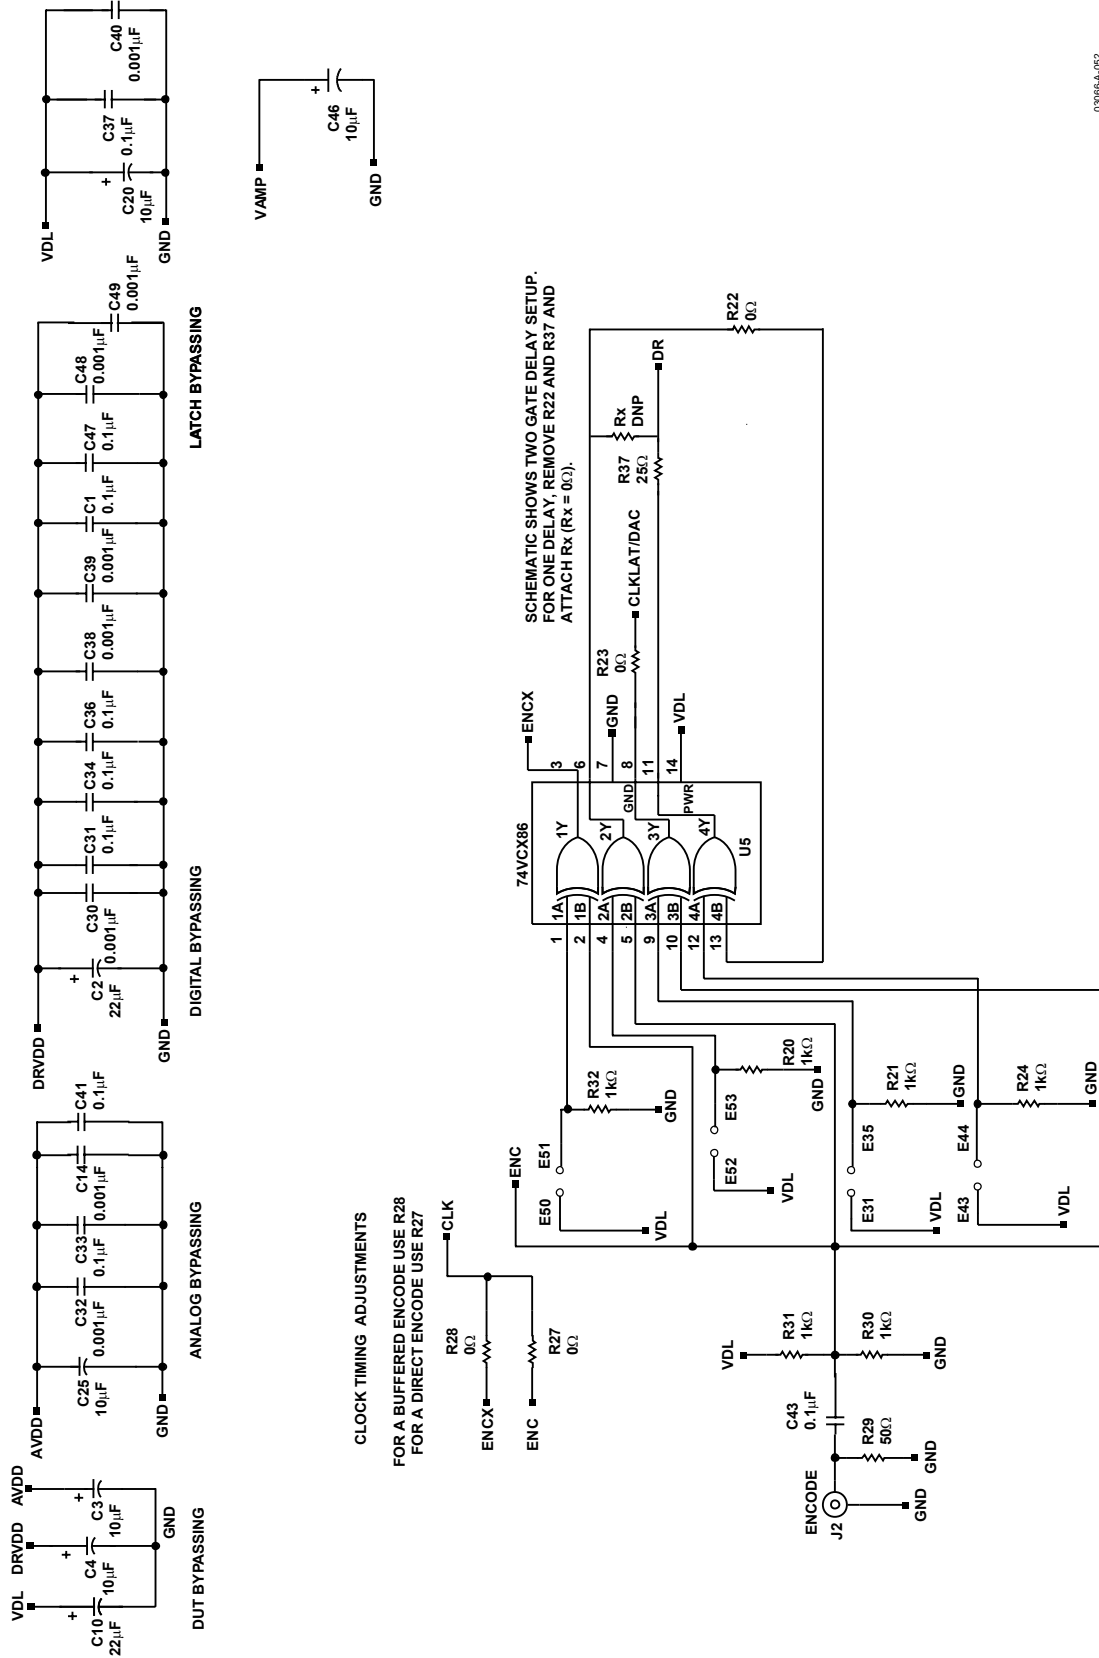 VDL
C10
22µF
+
DRVDD
C4
10µF
+
AVDD
C3
10µF
+
GND
DUT BYPASSING
AVDD
GND
C25
10µF
C32
0.001µF
C33
0.1µF
C14
0.001µF
C41
0.1µF
ANALOG BYPASSING
DRVDD
GND
+
C2
22µF
C30
0.001µF
C31
0.1µF
C34
0.1µF
C36
0.1µF
C38
0.001µF
C39
0.001µF
C1
0.1µF
C47
0.1µF
C48
0.001µF
C49
0.001µF
DIGITAL BYPASSING
LATCH BYPASSING
VDL
GND
+
C20
10µF
C37
0.1µF
C40
0.001µF
VAMP
GND
+
C46
10µF
CLOCK TIMING ADJUSTMENTS
FOR A BUFFERED ENCODE USE R28
FOR A DIRECT ENCODE USE R27
ENCX
R28
0Ω
CLK
ENC
R27
0Ω
ENCODE
J2
GND
R29
50Ω
GND
C43
0.1µF
VDL
R31
1kΩ
R30
1kΩ
GND
ENC
E50
E51
VDL
R32
1kΩ
GND
E52
E53
VDL
R20
1kΩ
GND
E31
E35
VDL
R21
1kΩ
GND
E43
E44
VDL
R24
1kΩ
GND
74VCX86
U5
1
1A
2
1B
4
2A
5
2B
9
3A
10
3B
12
4A
13
4B
1Y
2Y
3Y
4Y
GND
PWR
3
6
7
8
11
14
ENCX
GND
VDL
R23
0Ω
CLKLAT/DAC
R37
25Ω
Rx
DNP
DR
R22
0Ω
SCHEMATIC SHOWS TWO GATE DELAY SETUP.
FOR ONE DELAY, REMOVE R22 AND R37 AND
ATTACH Rx (Rx = 0Ω).
03066-A-052